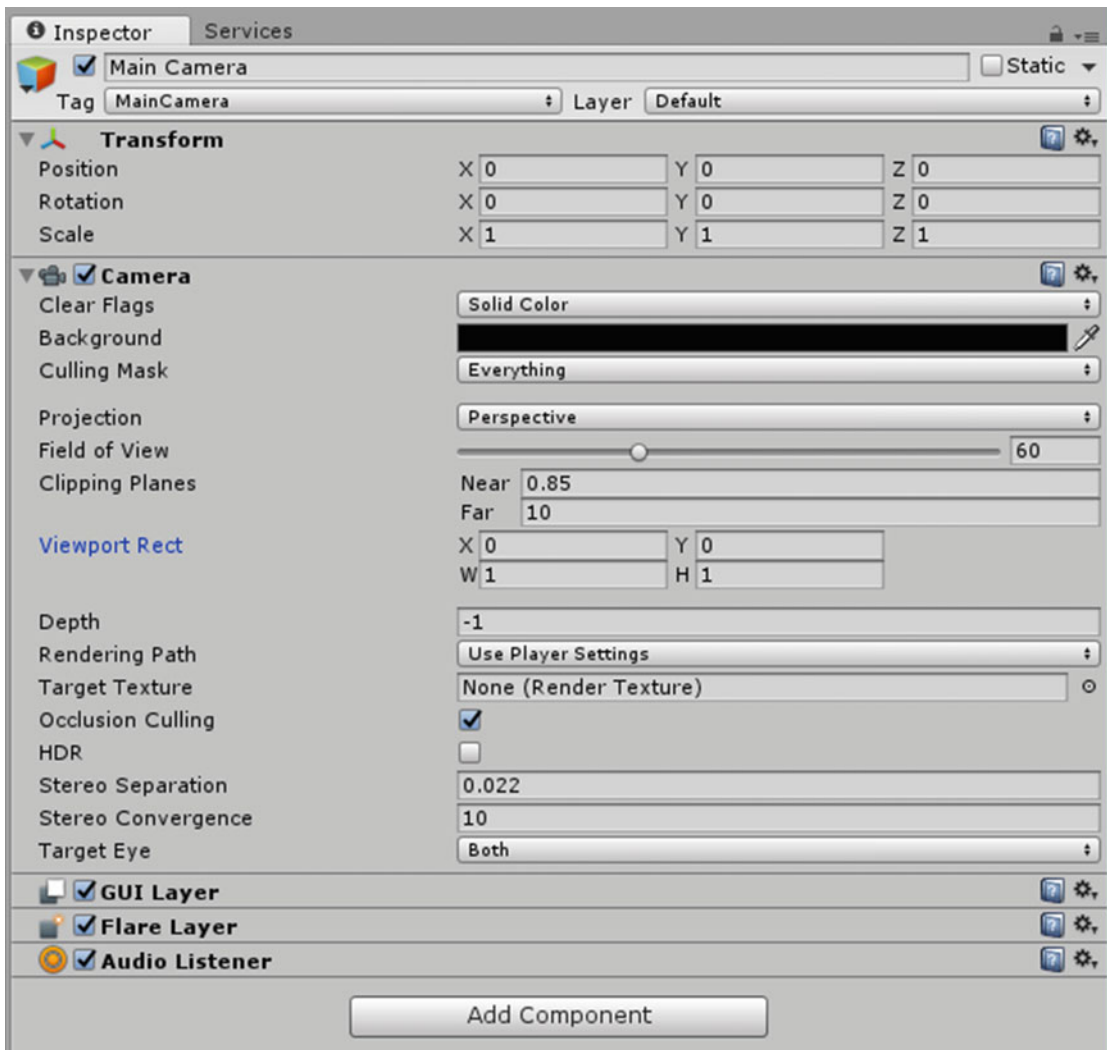 Inspector Services
Main Camera Static
Tag MainCamera Layer Default
Transform
Position X 0 Y 0 Z 0
Rotation X 0 Y 0 Z 0
Scale X 1 Y 1 Z 1
Camera
Clear Flags Solid Color
Background
Culling Mask Everything
Projection Perspective
Field of View 60
Clipping Planes Near 0.85
Far 10
Viewport Rect X 0 Y 0
W 1 H 1
Depth -1
Rendering Path Use Player Settings
Target Texture None (Render Texture)
Occlusion Culling
HDR
Stereo Separation 0.022
Stereo Convergence 10
Target Eye Both
GUI Layer
Flare Layer
Audio Listener
Add Component